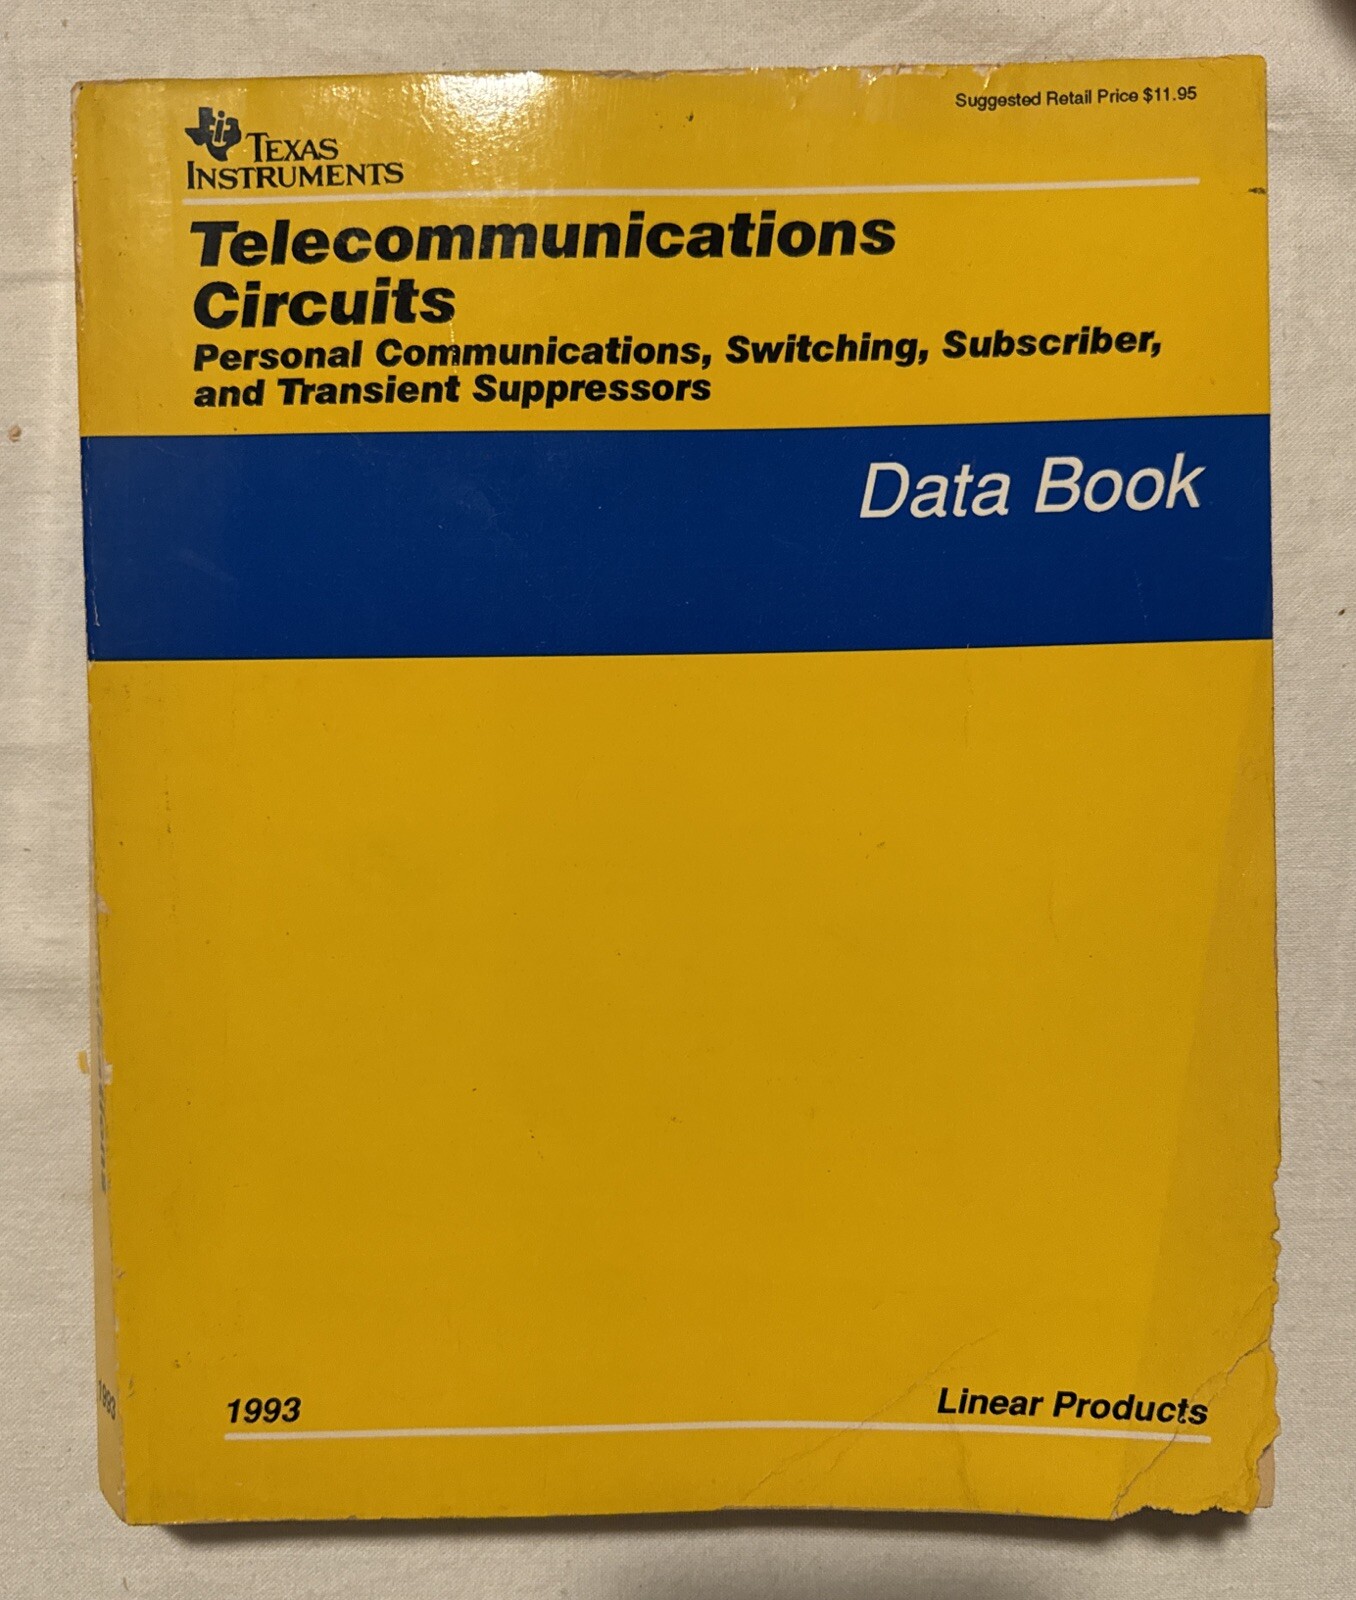 Suggested Retail Price $11.95
TEXAS
INSTRUMENTS
Telecommunications
Circuits
Personal Communications, Switching, Subscriber,
and Transient Suppressors
Data Book
1993
Linear Products
1993